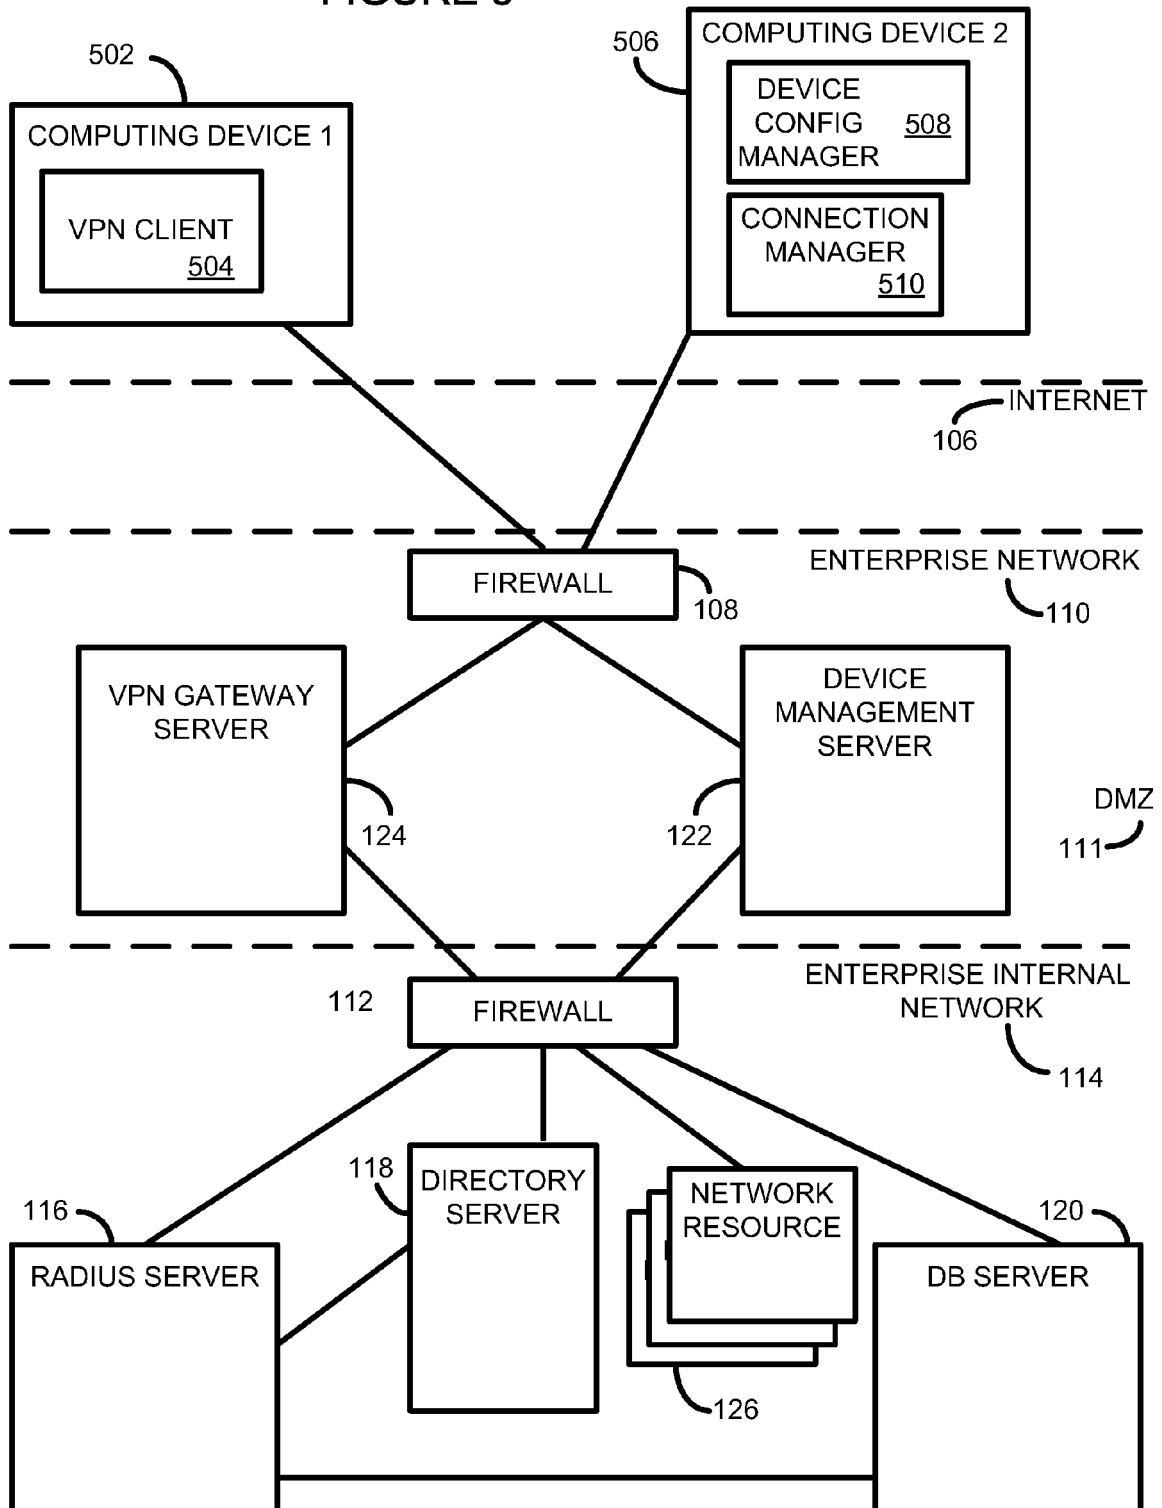 502
COMPUTING DEVICE 1
VPN CLIENT
504
506
COMPUTING DEVICE 2
DEVICE
CONFIG
MANAGER
508
CONNECTION
MANAGER
510
INTERNET
106
FIREWALL
108
ENTERPRISE NETWORK
110
VPN GATEWAY
SERVER
124
DEVICE
MANAGEMENT
SERVER
122
DMZ
111
112
FIREWALL
ENTERPRISE INTERNAL
NETWORK
114
116
RADIUS SERVER
118
DIRECTORY
SERVER
NETWORK
RESOURCE
126
120
DB SERVER